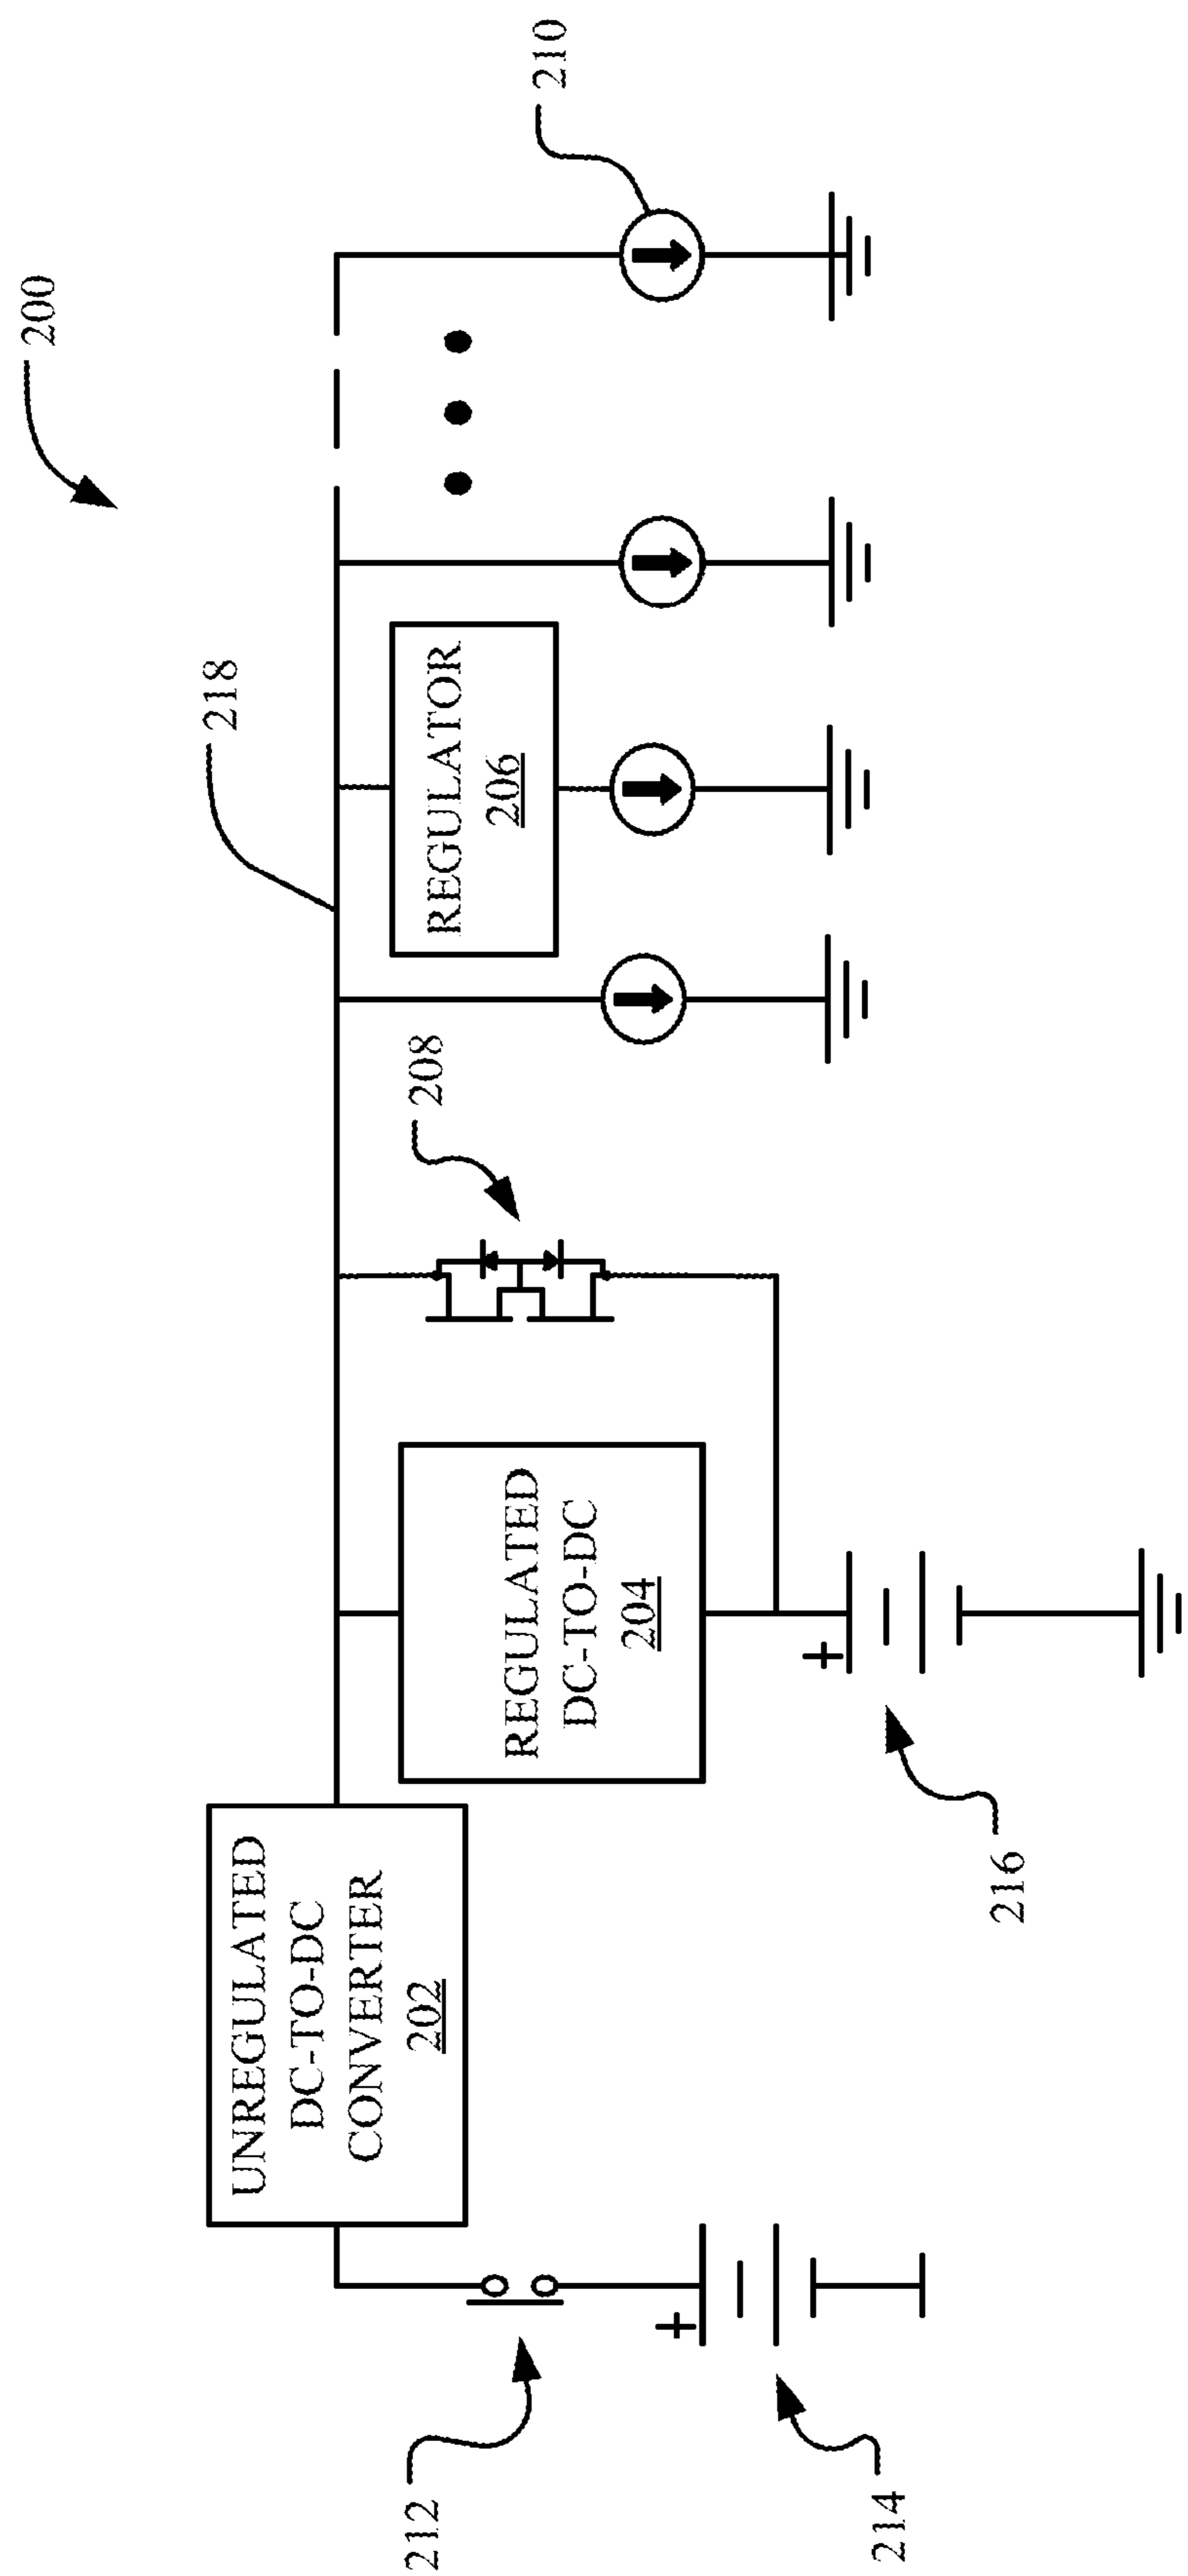 200
UNREGULATED
DC-TO-DC
CONVERTER
202
218
210
REGULATED
DC-TO-DC
204
208
REGULATOR
206
212
+
214
+
216